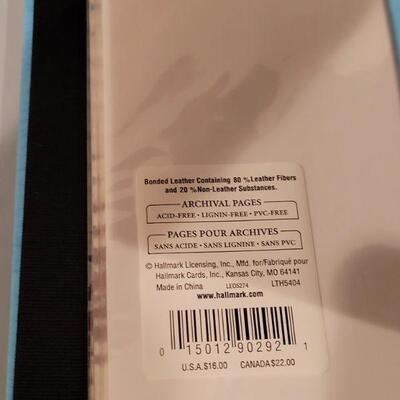 Bonded Leather Containing 80 % Leather Fibers
and 20 % Non-Leather Substances.
ARCHIVAL PAGES
ACID-FREE • LIGNIN-FREE • PVC-FREE
PAGES POUR ARCHIVES
SANS ACIDE • SANS LIGNINE • SANS PVC
© Hallmark Licensing, Inc., Mfd. for/Fabriqué pour
Hallmark Cards, Inc., Kansas City, MO 64141
Made in China LEO5274 LTH5404
www.hallmark.com
0 15012 90292 1
U.S.A.$16.00 CANADA$22.00